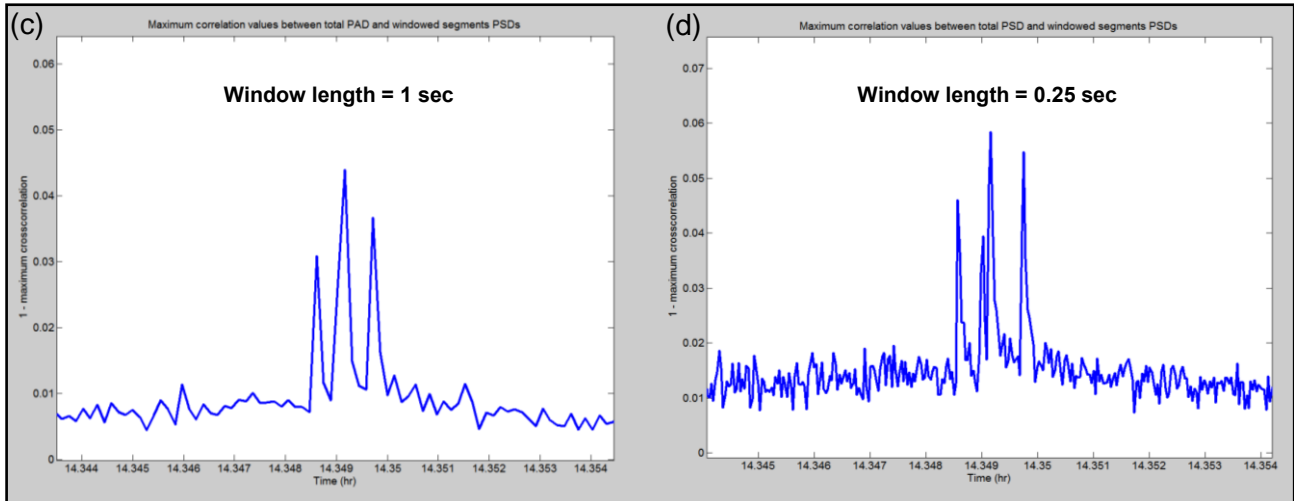 (c)
Maximum correlation values between total PAD and windowed segments PSDs
Window length = 1 sec
0.06
0.05
0.04
0.03
0.02
0.01
0
1 - maximum crosscorrelation
14.344 14.345 14.346 14.347 14.348 14.349 14.35 14.351 14.352 14.353 14.354
Time (hr)
(d)
Maximum correlation values between total PSD and windowed segments PSDs
Window length = 0.25 sec
0.07
0.06
0.05
0.04
0.03
0.02
0.01
0
1 - maximum crosscorrelation
14.345 14.346 14.347 14.348 14.349 14.35 14.351 14.352 14.353 14.354
Time (hr)